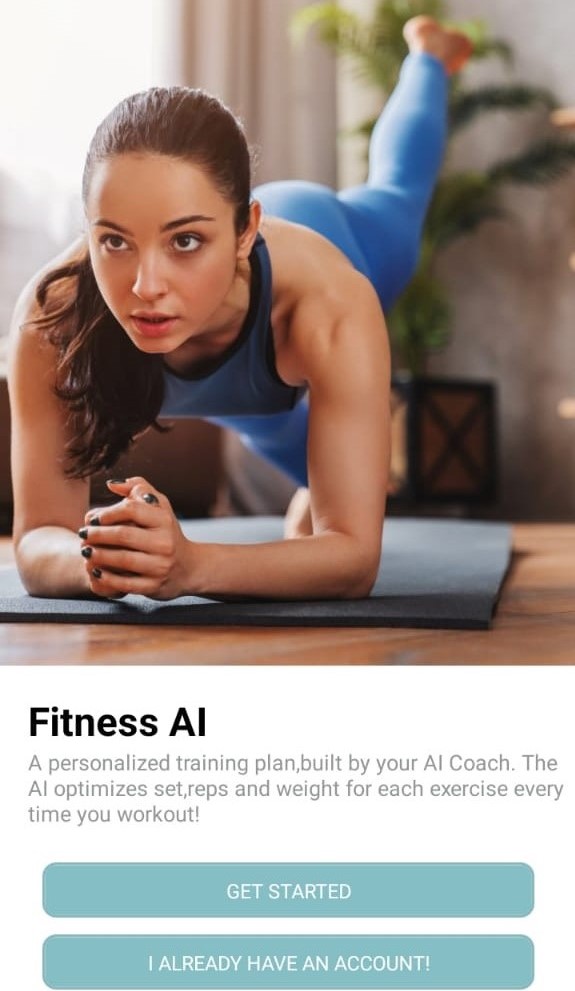 Fitness AI
A personalized training plan,built by your AI Coach. The
AI optimizes set,reps and weight for each exercise every
time you workout!
GET STARTED
I ALREADY HAVE AN ACCOUNT!